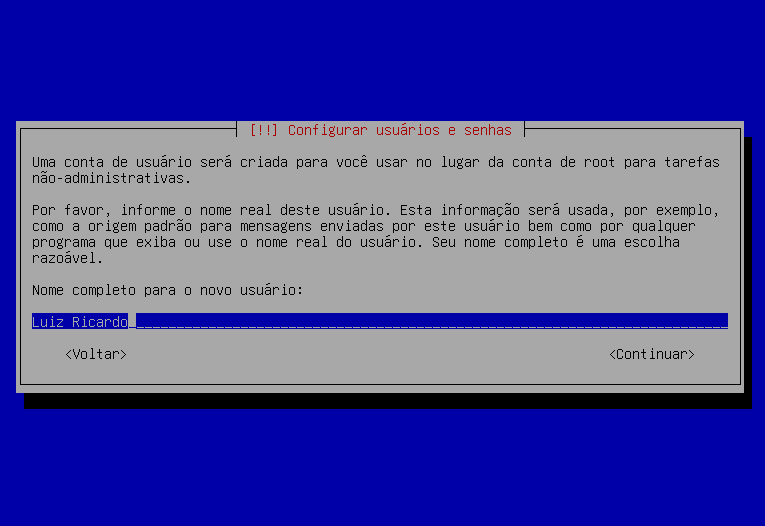 [!!] Configurar usuários e senhas
Uma conta de usuário será criada para você usar no lugar da conta de root para tarefas
não-administrativas.
Por favor, informe o nome real deste usuário. Esta informação será usada, por exemplo,
como a origem padrão para mensagens enviadas por este usuário bem como por qualquer
programa que exiba ou use o nome real do usuário. Seu nome completo é uma escolha
razoável.
Nome completo para o novo usuário:
Luiz Ricardo
<Voltar> <Continuar>